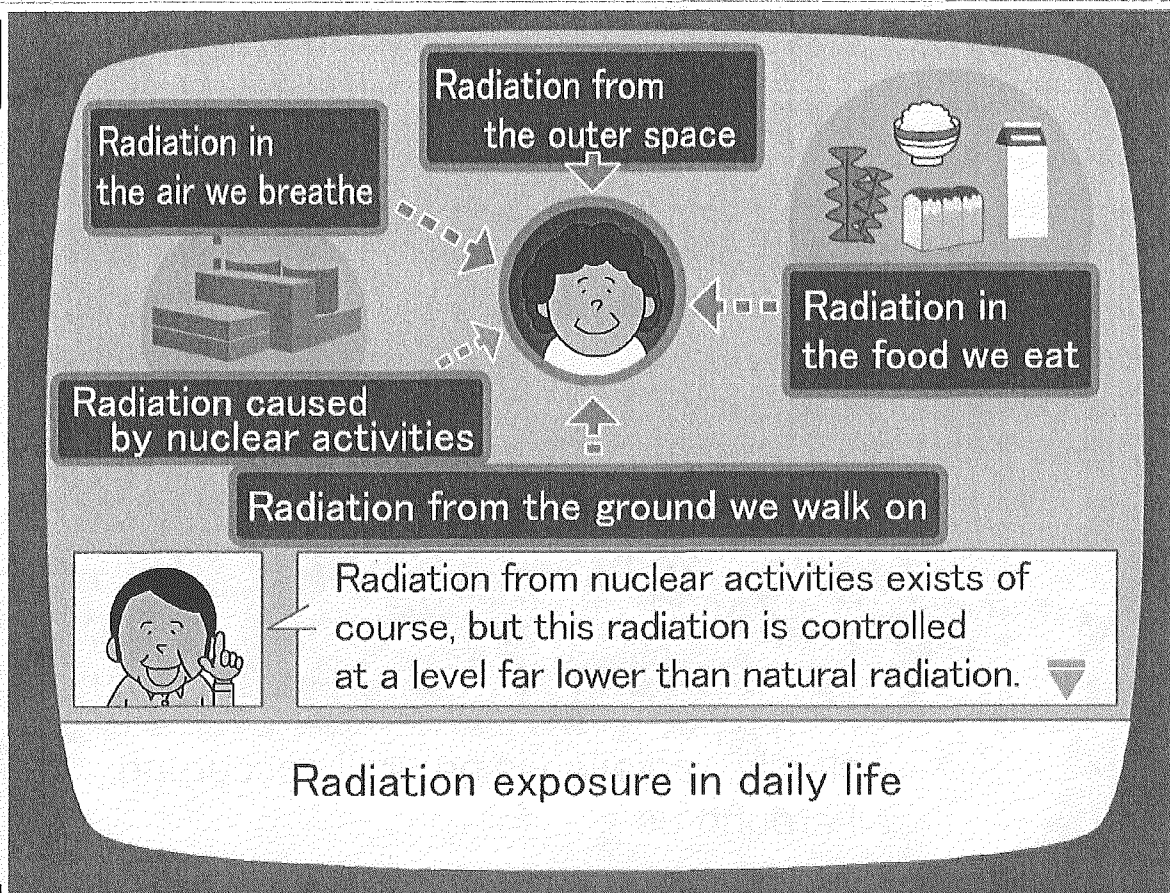 Radiation from
the outer space
Radiation in
the air we breathe
Radiation in
the food we eat
Radiation caused
by nuclear activities
Radiation from the ground we walk on
Radiation from nuclear activities exists of
course, but this radiation is controlled
at a level far lower than natural radiation.
Radiation exposure in daily life